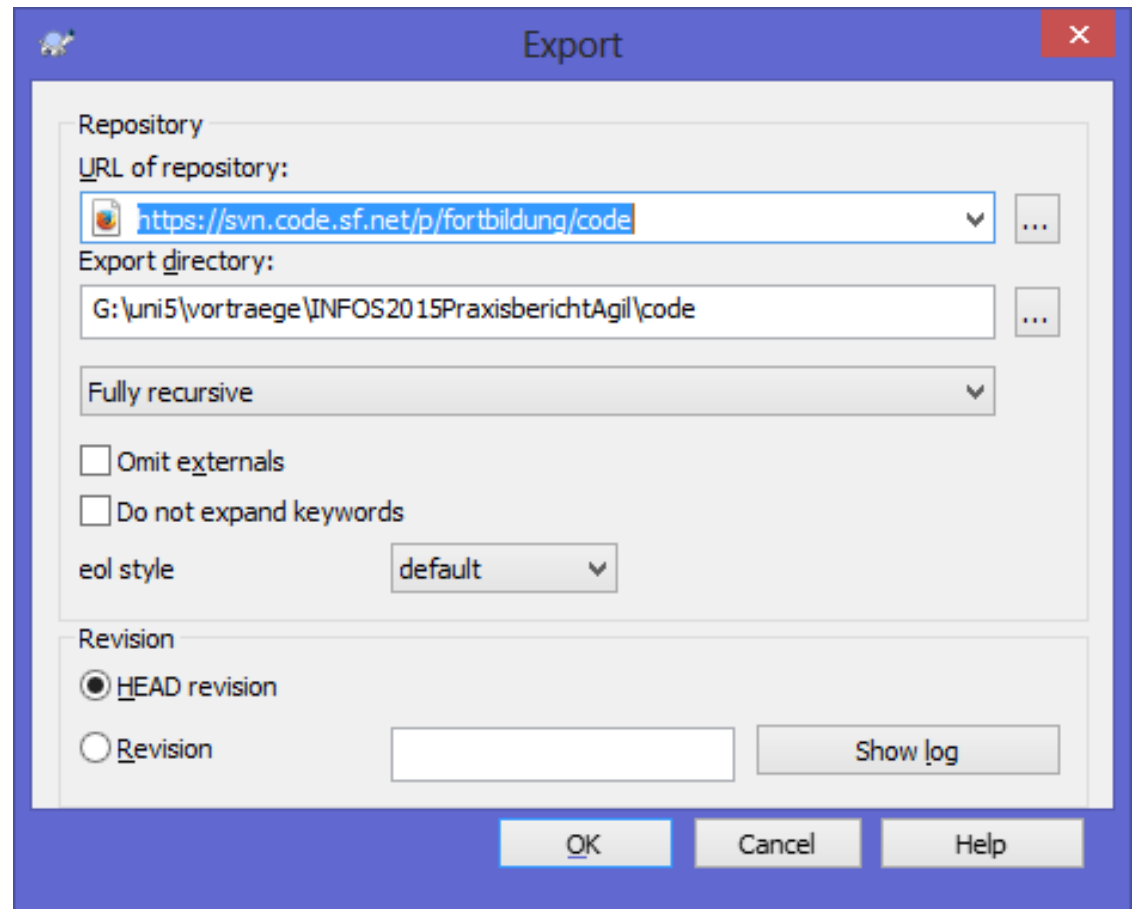 Export
Repository
URL of repository:
https://svn.code.sf.net/p/fortbildung/code
...
Export directory:
G:\uni5\vortraege\INFOS2015PraxisberichtAgil\code
...
Fully recursive
Omit externals
Do not expand keywords
eol style default
Revision
HEAD revision
Revision Show log
OK Cancel Help